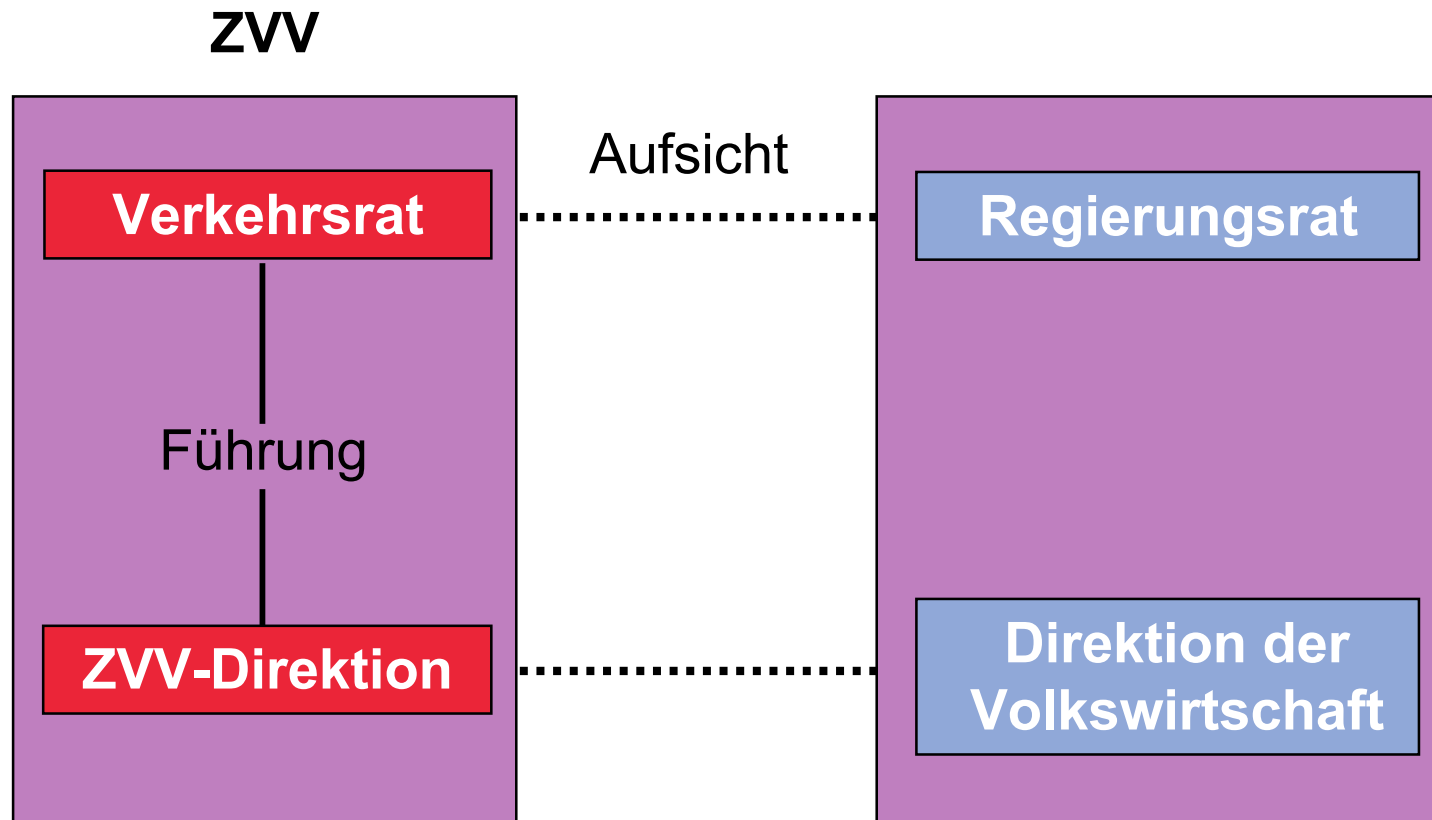 ZVV
Aufsicht
Verkehrsrat
Regierungsrat
Führung
ZVV-Direktion
Direktion der
Volkswirtschaft